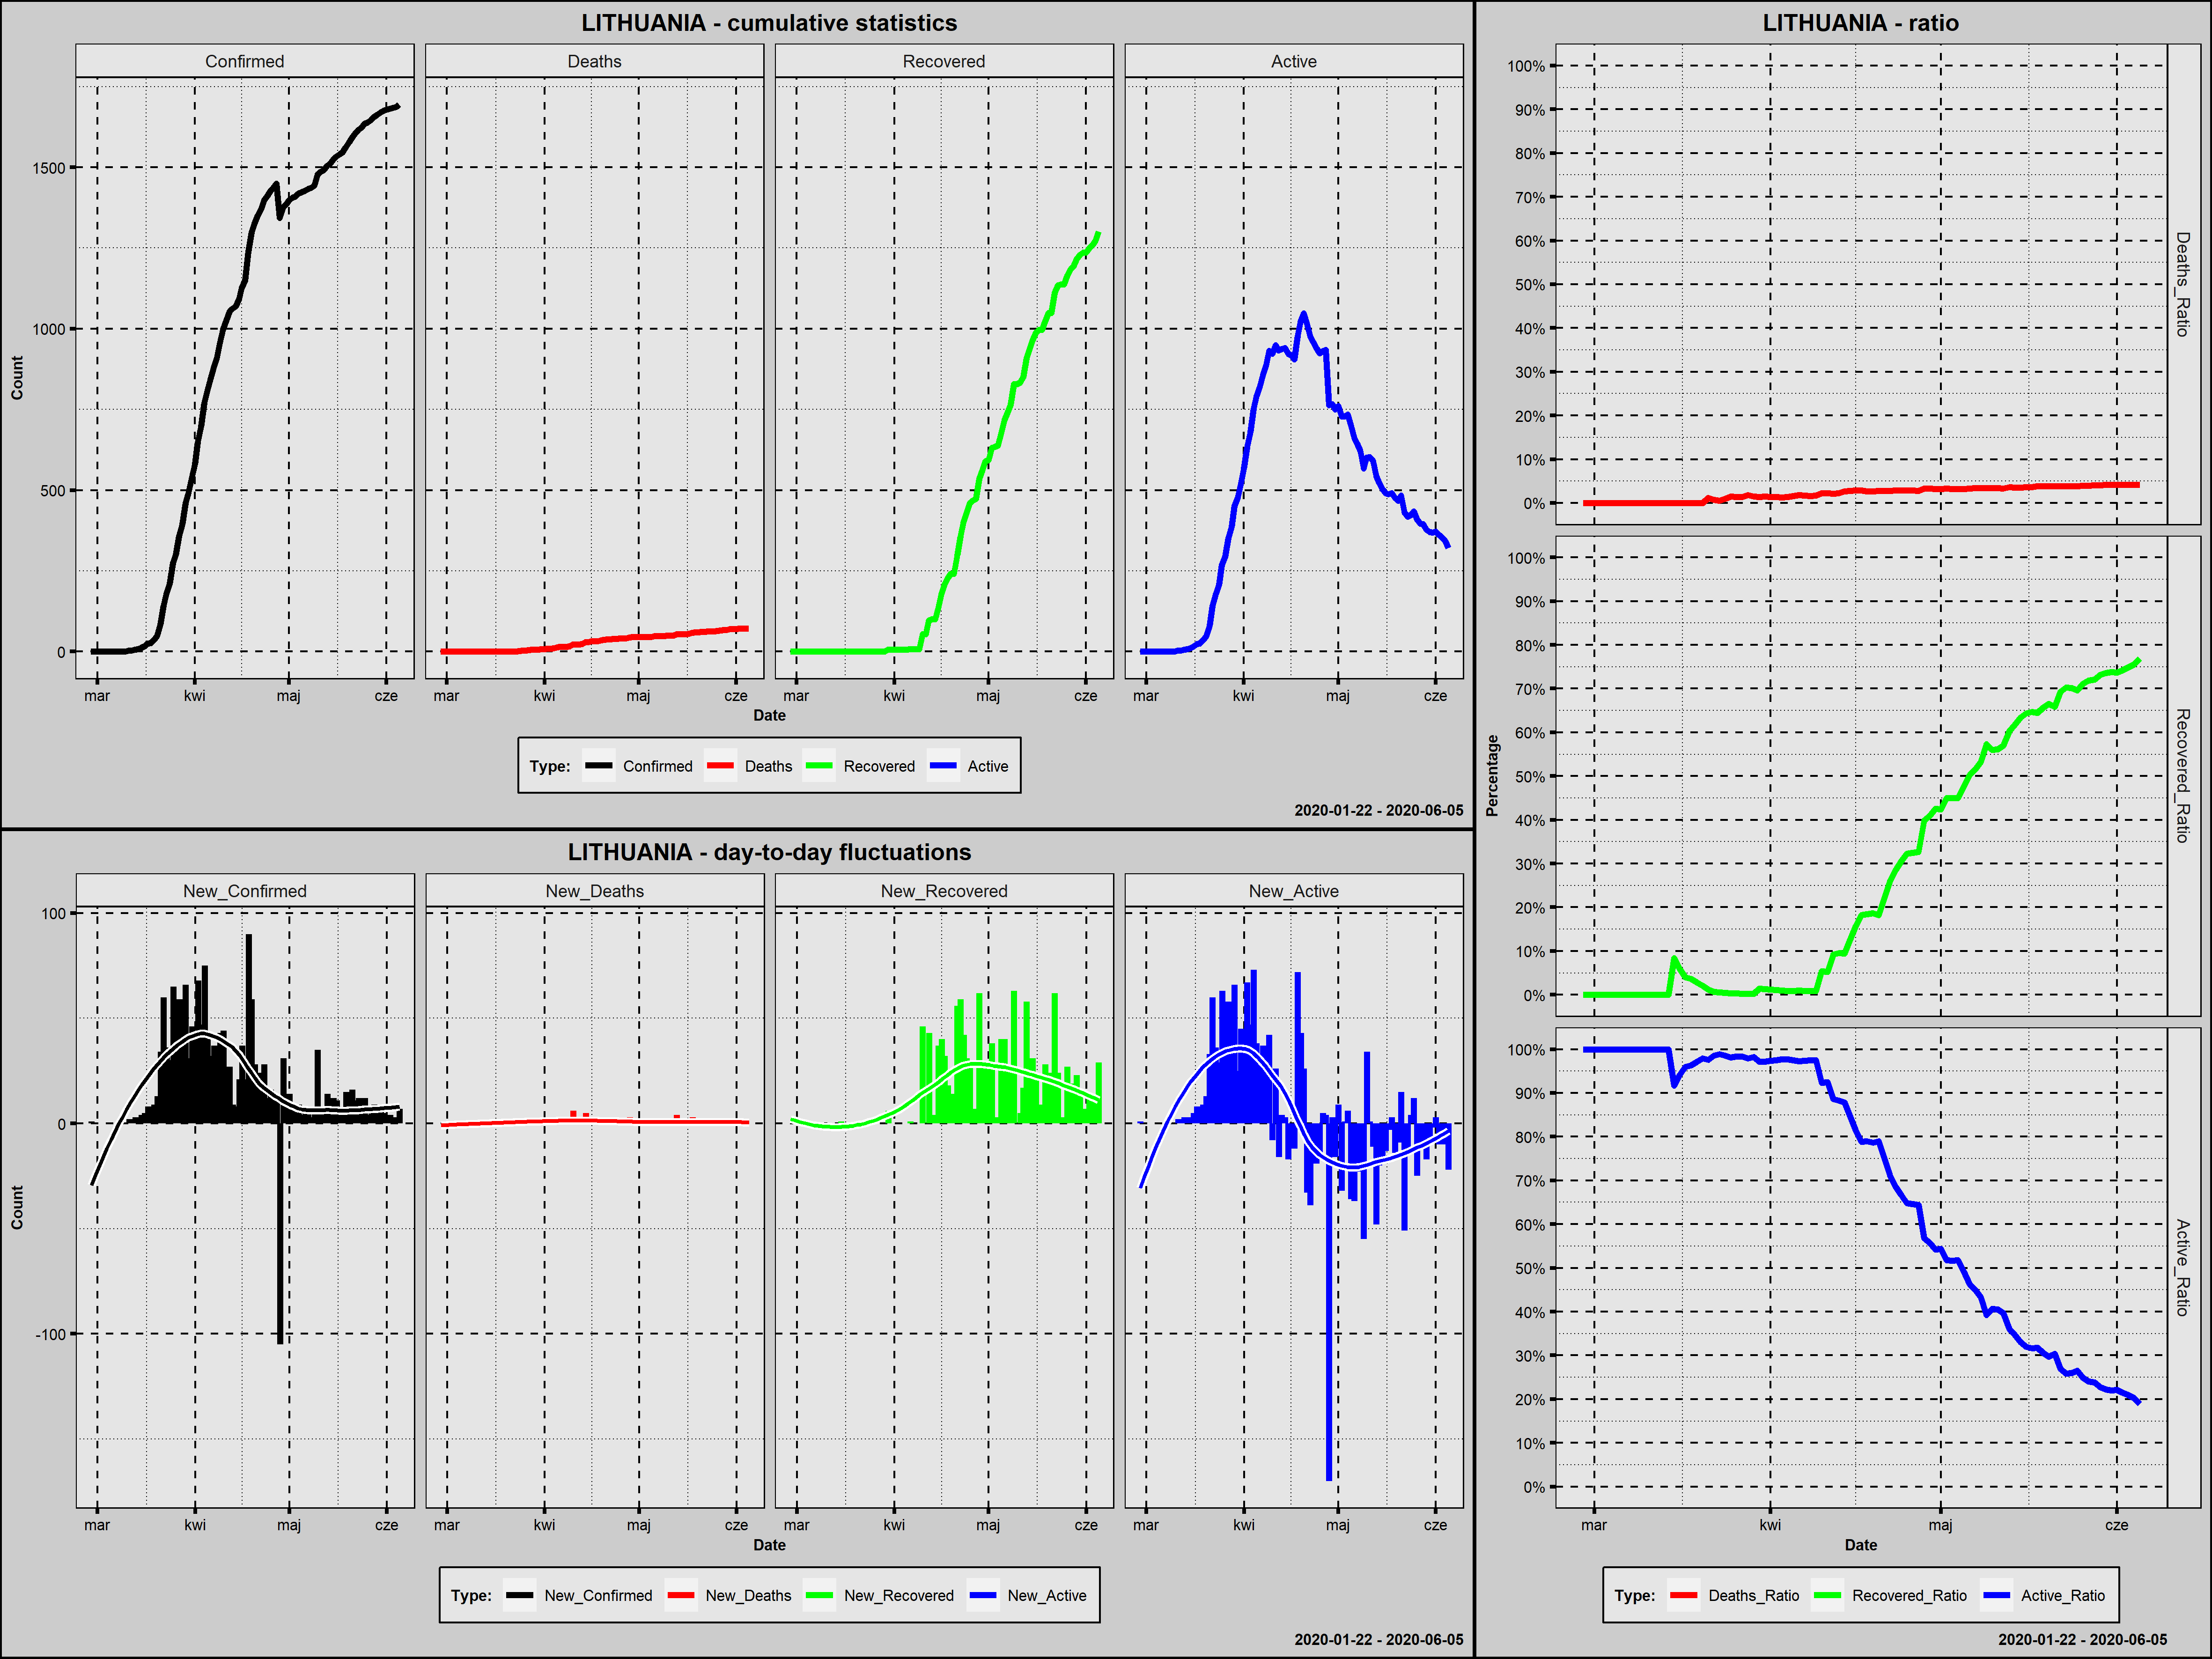 LITHUANIA - cumulative statistics
Confirmed Deaths Recovered Active
Count
1500
1000
500
0
mar kwi maj cze mar kwi maj cze mar kwi maj cze mar kwi maj cze
Date
Type: Confirmed Deaths Recovered Active
2020-01-22 - 2020-06-05
LITHUANIA - day-to-day fluctuations
New_Confirmed New_Deaths New_Recovered New_Active
Count
100
0
-100
mar kwi maj cze mar kwi maj cze mar kwi maj cze mar kwi maj cze
Date
Type: New_Confirmed New_Deaths New_Recovered New_Active
2020-01-22 - 2020-06-05
LITHUANIA - ratio
Percentage
100%
90%
80%
70%
60%
50%
40%
30%
20%
10%
0%
Deaths_Ratio
100%
90%
80%
70%
60%
50%
40%
30%
20%
10%
0%
Recovered_Ratio
100%
90%
80%
70%
60%
50%
40%
30%
20%
10%
0%
Active_Ratio
mar kwi maj cze
Date
Type: Deaths_Ratio Recovered_Ratio Active_Ratio
2020-01-22 - 2020-06-05